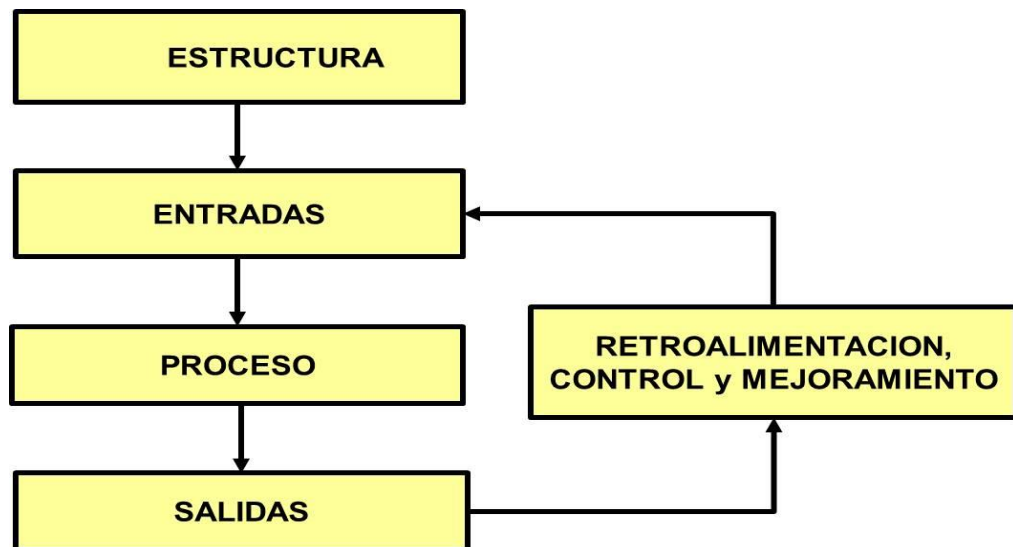 ESTRUCTURA
ENTRADAS
PROCESO
SALIDAS
RETROALIMENTACION,
CONTROL y MEJORAMIENTO